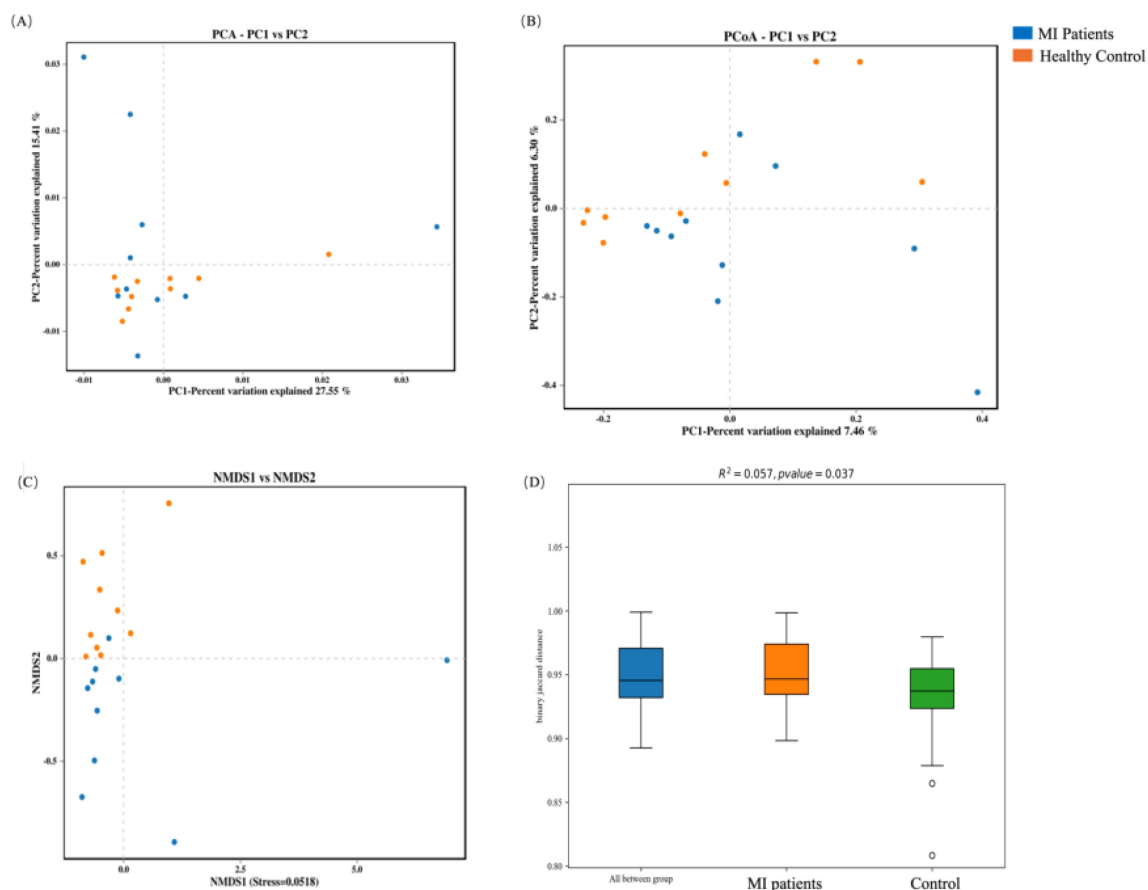 (A)
PCA - PC1 vs PC2
PC2-Percent variation explained 15.41 %
0.03
0.02
0.01
0.00
-0.01
-0.01
0.00
0.01
0.02
0.03
PC1-Percent variation explained 27.55 %
(B)
PCoA - PC1 vs PC2
PC2-Percent variation explained 6.30 %
0.2
0.0
-0.2
-0.4
-0.2
0.0
0.2
0.4
PC1-Percent variation explained 7.46 %
MI Patients
Healthy Control
(C)
NMDS1 vs NMDS2
NMDS2
0.5
0.0
-0.5
0.0
2.5
5.0
NMDS1 (Stress=0.0518)
(D)
R² = 0.057, pvalue = 0.037
binary jaccard distance
1.05
1.00
0.95
0.90
0.85
0.80
All between group
MI patients
Control